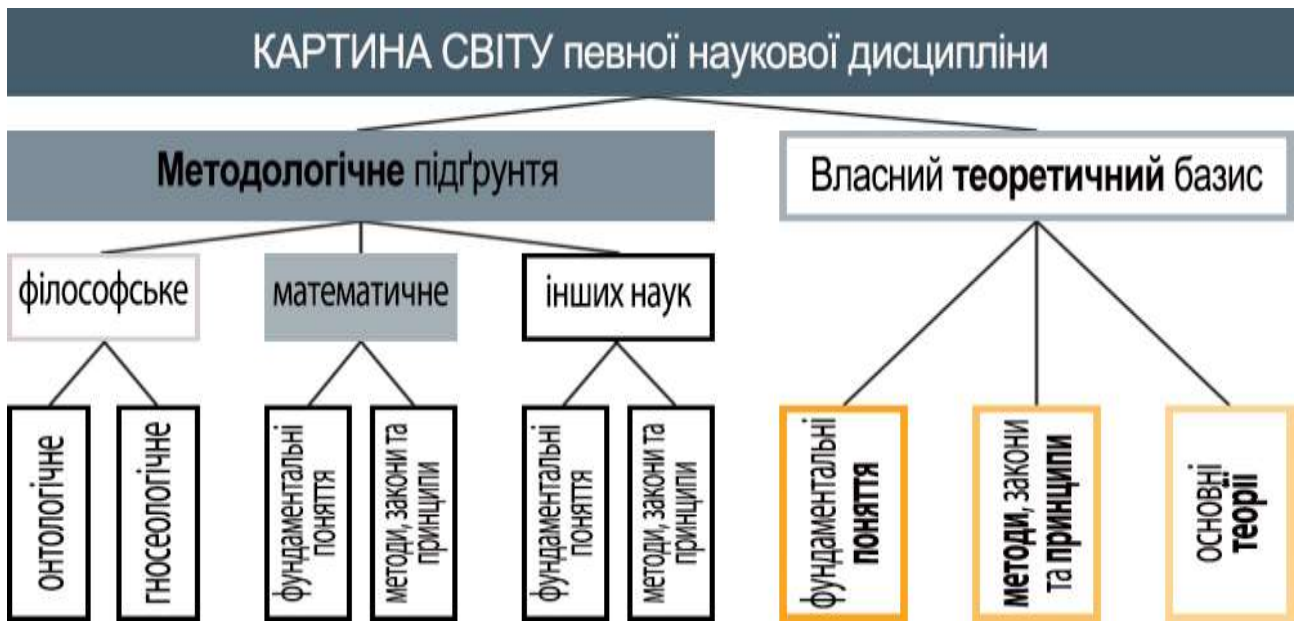 КАРТИНА СВІТУ певної наукової дисципліни
Методологічне підґрунтя
Власний теоретичний базис
філософське
математичне
інших наук
онтологічне
гносеологічне
фундаментальні
поняття
методи, закони та
принципи
фундаментальні
поняття
методи, закони та
принципи
фундаментальні
поняття
методи, закони
та принципи
основні
теорії